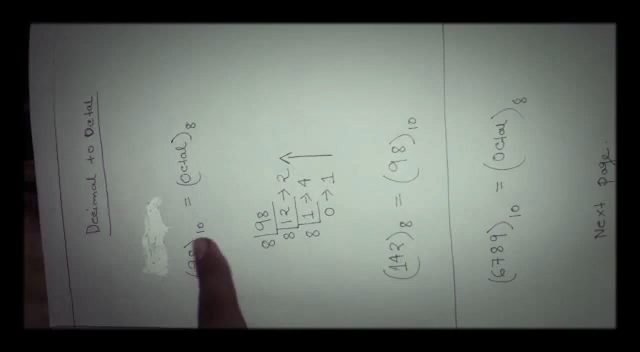 Decimal to Octal
(98)10 = (Octal)8
8 98
8 12 → 2
8 1 → 4
0 → 1
(142)8 = (98)10
(6789)10 = (Octal)8
Next page.